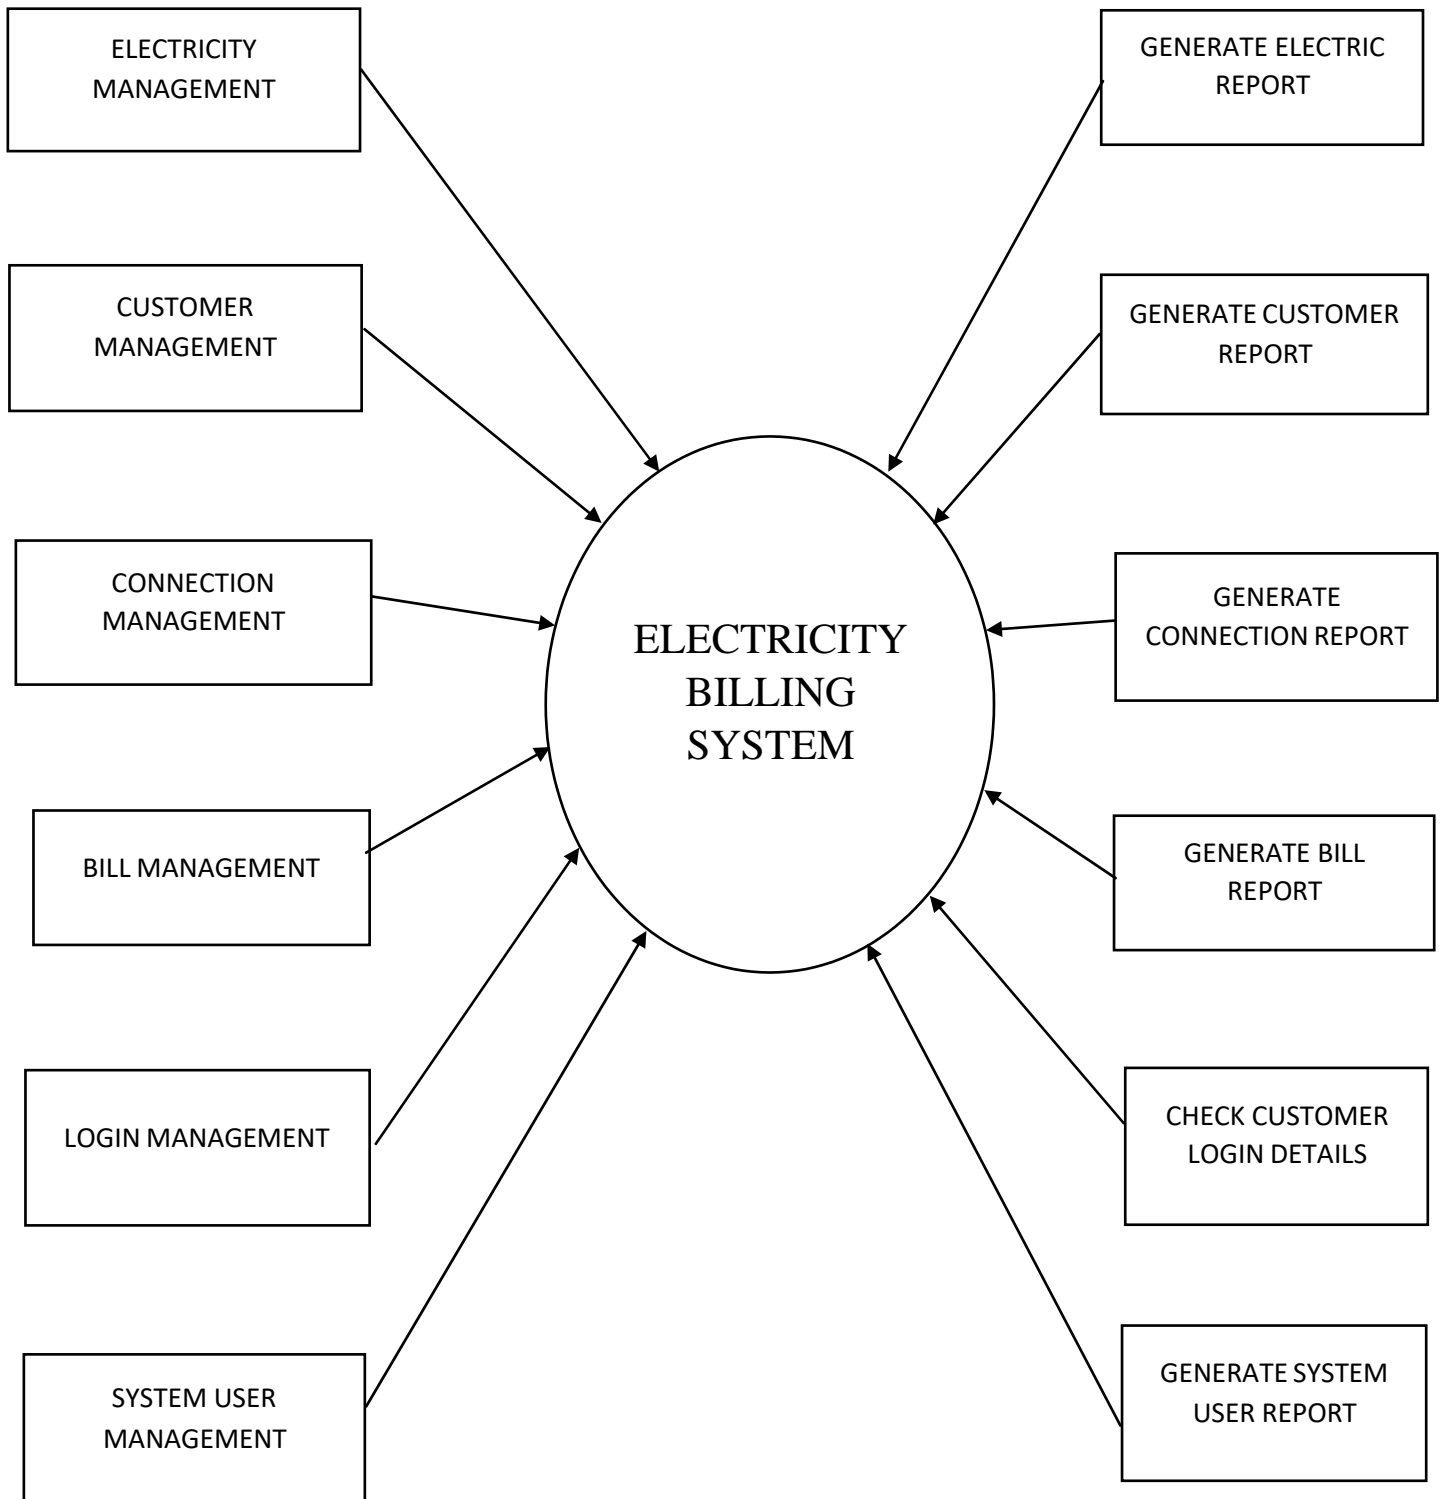 ELECTRICITY
MANAGEMENT
CUSTOMER
MANAGEMENT
CONNECTION
MANAGEMENT
BILL MANAGEMENT
LOGIN MANAGEMENT
SYSTEM USER
MANAGEMENT
ELECTRICITY
BILLING
SYSTEM
GENERATE ELECTRIC
REPORT
GENERATE CUSTOMER
REPORT
GENERATE
CONNECTION REPORT
GENERATE BILL
REPORT
CHECK CUSTOMER
LOGIN DETAILS
GENERATE SYSTEM
USER REPORT